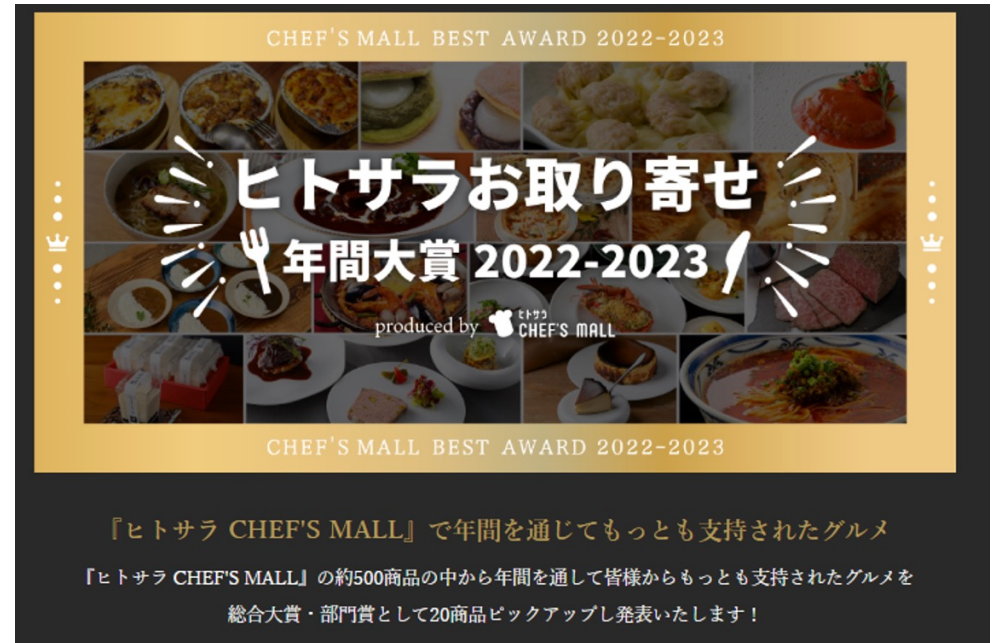 CHEF'S MALL BEST AWARD 2022-2023
ヒトサラお取り寄せ
年間大賞 2022-2023
produced by ヒトサラ CHEF'S MALL
CHEF'S MALL BEST AWARD 2022-2023
『ヒトサラ CHEF'S MALL』で年間を通じてもっとも支持されたグルメ
『ヒトサラ CHEF'S MALL』の約500商品の中から年間を通して皆様からもっとも支持されたグルメを
総合大賞・部門賞として20商品ピックアップし発表いたします！